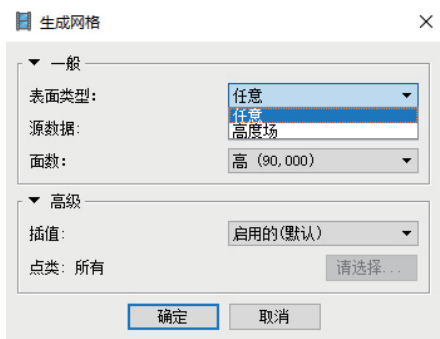 生成网格
一般
表面类型: 任意
任意
源数据: 高度场
面数: 高 (90,000)
高级
插值: 启用的(默认)
点类: 所有 请选择...
确定 取消